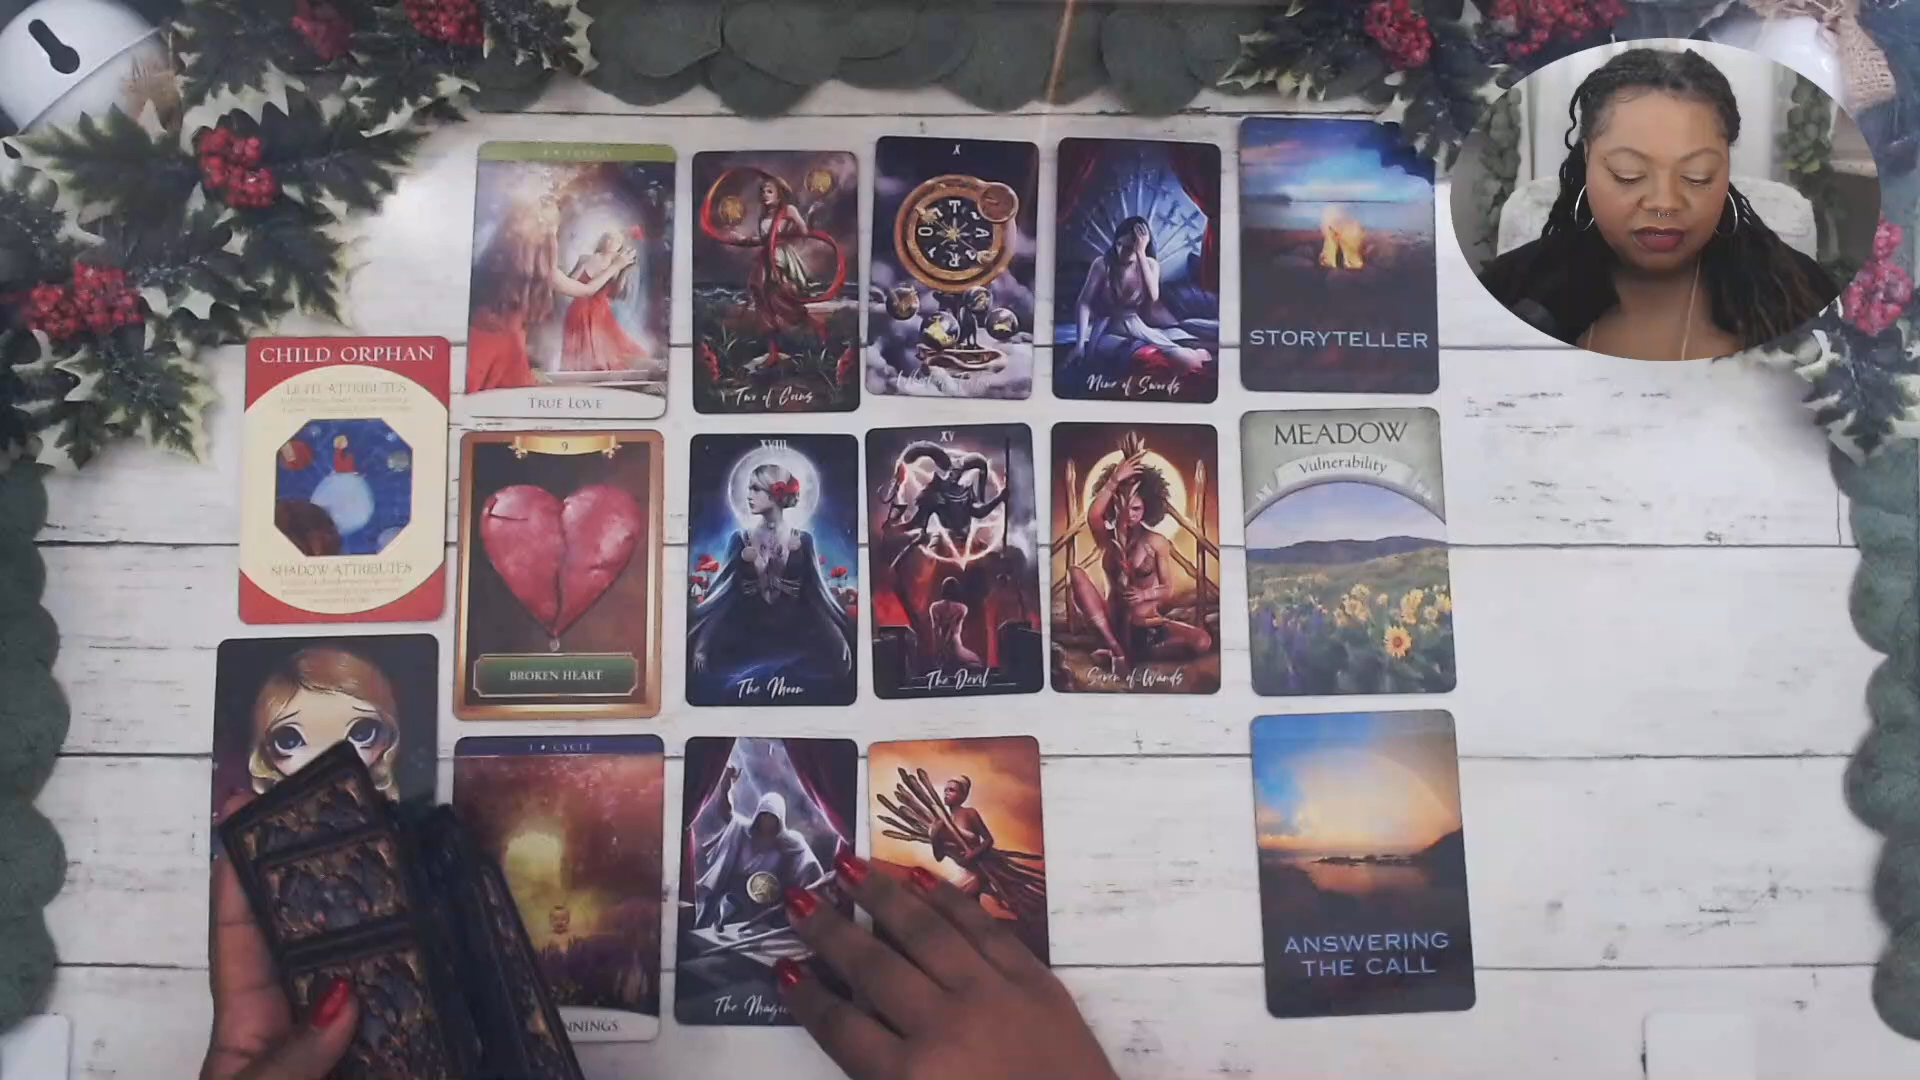 TRUE LOVE
Two of Coins
X
Nine of Swords
STORYTELLER
CHILD ORPHAN
LIGHT ATTRIBUTES
SHADOW ATTRIBUTES
9
BROKEN HEART
XVIII
The Moon
XV
The Devil
Seven of Wands
MEADOW
Vulnerability
1 • CYCLE
NNINGS
I
The Magi
ANSWERING
THE CALL